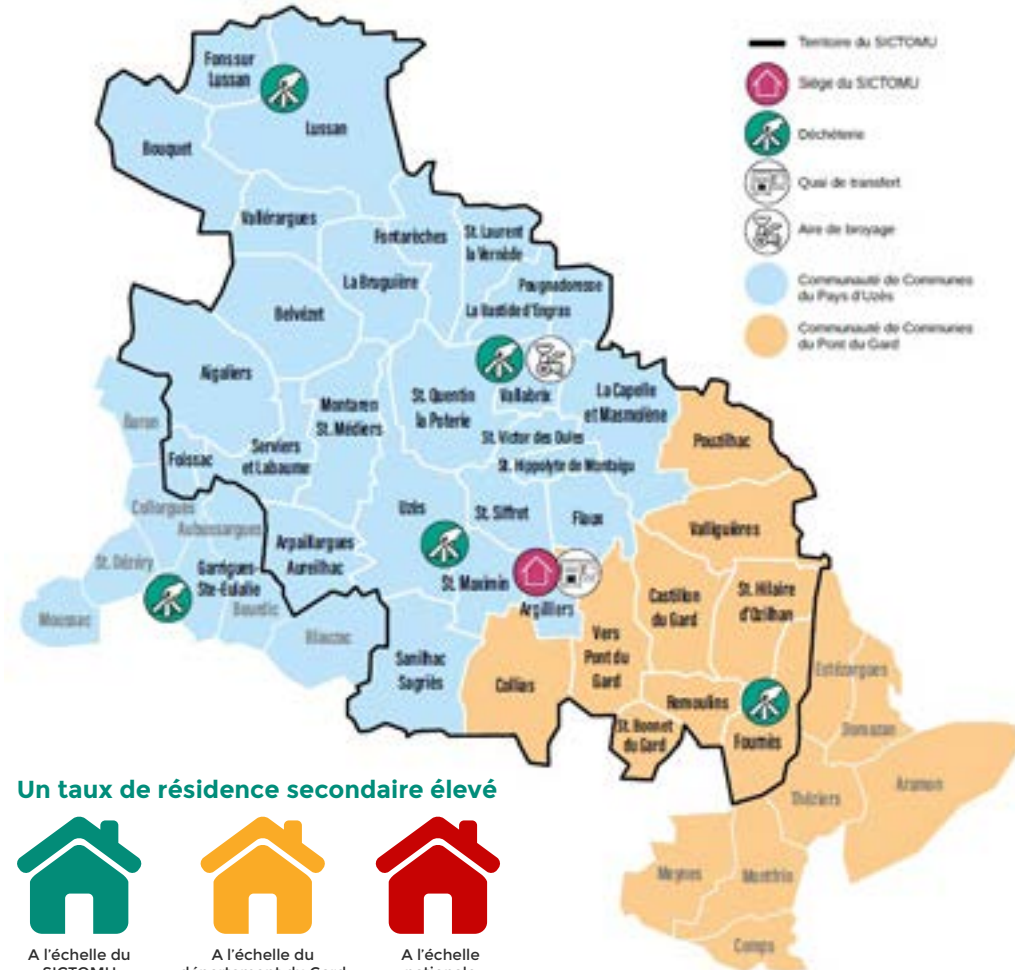 Territoire du SICTOMU
Siège du SICTOMU
Déchèterie
Quai de transfert
Aire de broyage
Communauté de Communes
du Pays d'Uzès
Communauté de Communes
du Pont du Gard
Fons sur
Lussan
Lussan
Bouquet
Vallérargues
Fontarèches
St. Laurent
la Vernède
La Bruguière
Pougnadoresse
La Bastide d'Engras
Belvézet
Aigaliers
Montaren
St. Médiers
St. Quentin
la Poterie
Vallabrix
La Capelle
et Masmolène
Baron
Foissac
Serviers
et Labaume
St. Victor des Oules
St. Hippolyte de Montaigu
Pouzilhac
Collorgues
Aubussargues
Uzès
St. Siffret
Flaux
Valliguières
St. Dézéry
Garrigues-
Ste-Eulalie
Arpaillargues
Aureilhac
St. Maximin
Argilliers
Castillon
du Gard
St. Hilaire
d'Ozilhan
Moussac
Bourdic
Blauzac
Sanilhac
Sagriès
Collias
Vers
Pont du
Gard
Remoulins
St. Bonnet
du Gard
Fournès
Estézargues
Domazan
Aramon
Théziers
Meynes
Montfrin
Comps
Un taux de résidence secondaire élevé
A l'échelle du
SICTOMU
A l'échelle du
département du Gard
A l'échelle
nationale